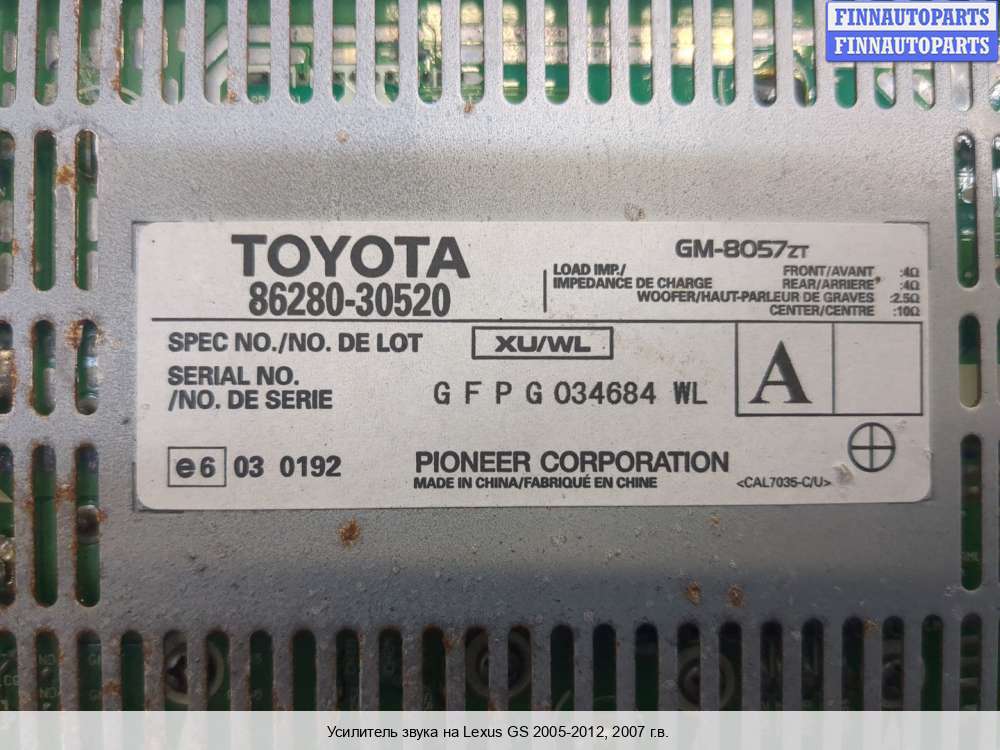 FINNAUTOPARTS
FINNAUTOPARTS
TOYOTA
86280-30520
GM-8057ZT
LOAD IMP./
IMPEDANCE DE CHARGE
FRONT/AVANT :4Ω
REAR/ARRIERE :4Ω
WOOFER/HAUT-PARLEUR DE GRAVES :2.5Ω
CENTER/CENTRE :10Ω
SPEC NO./NO. DE LOT XU/WL
SERIAL NO.
/NO. DE SERIE
G F P G 034684 WL
A
e6 03 0192
PIONEER CORPORATION
MADE IN CHINA/FABRIQUÉ EN CHINE
<CAL7035-C/U>
Усилитель звука на Lexus GS 2005-2012, 2007 г.в.